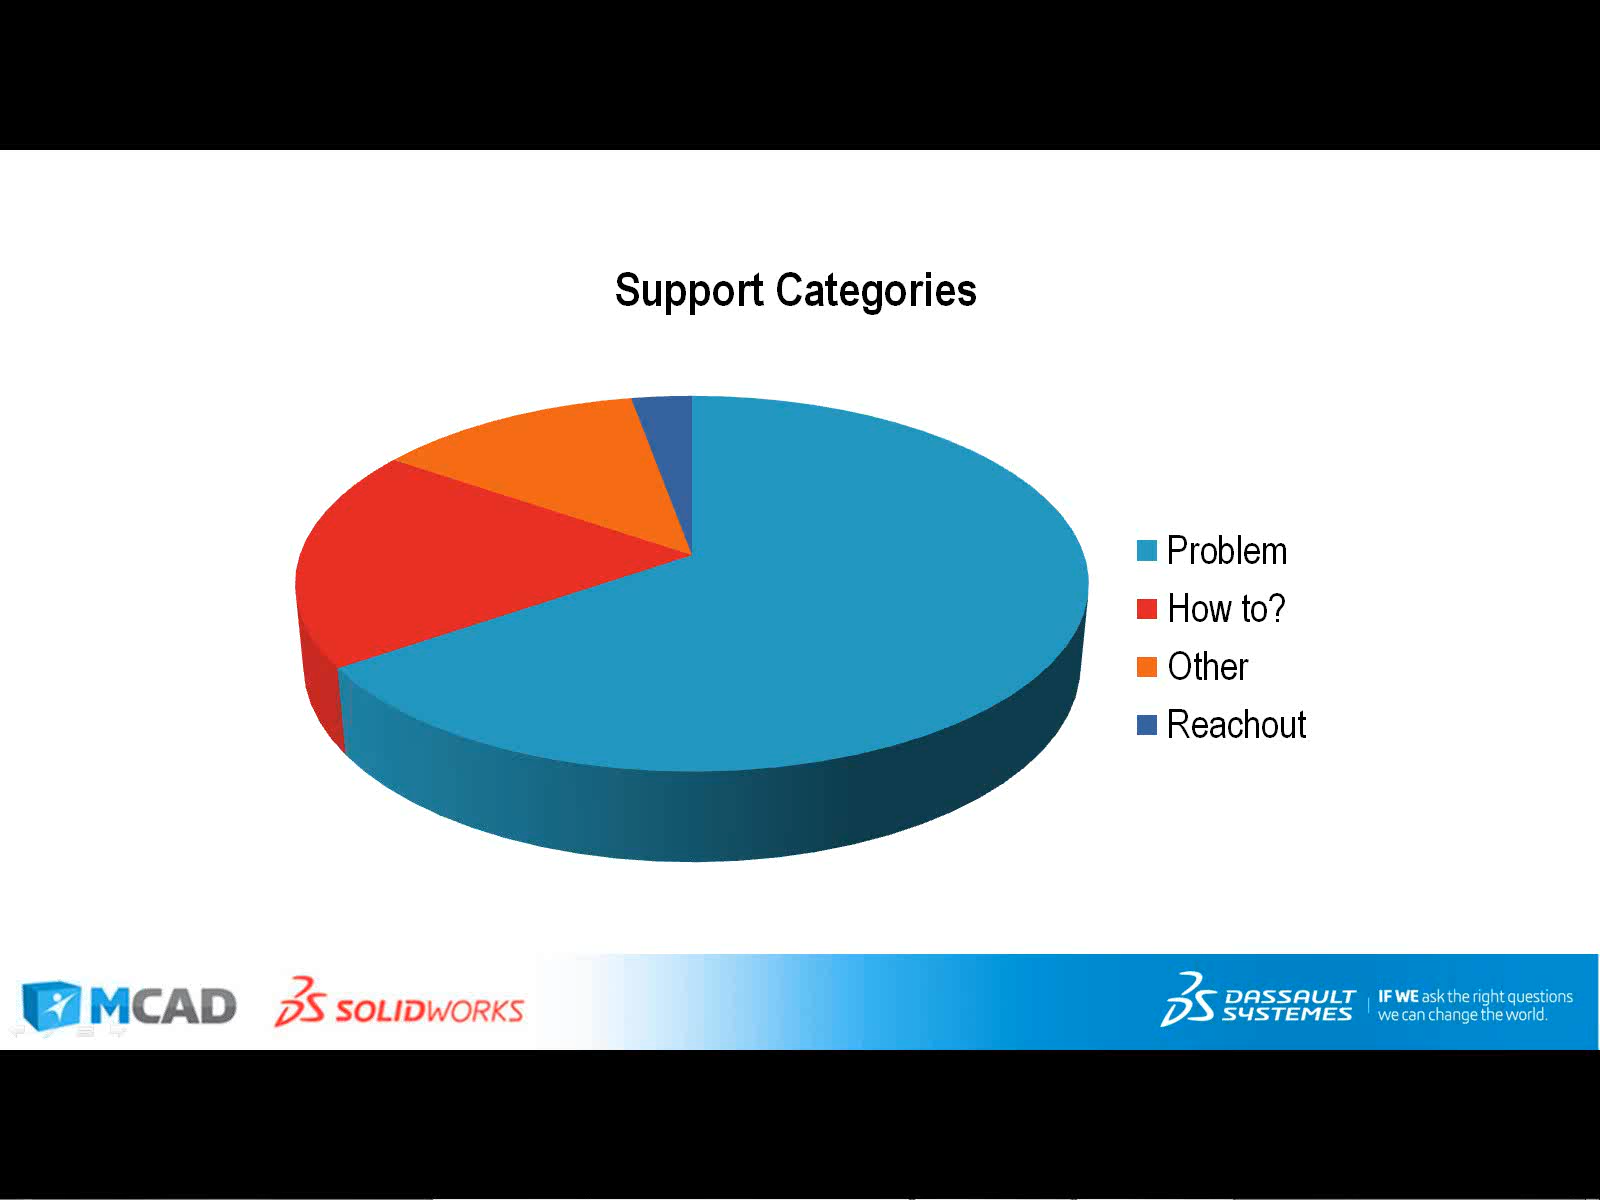 Support Categories
Problem
How to?
Other
Reachout
MCAD
SOLIDWORKS
DASSAULT
SYSTEMES
IF WE ask the right questions
we can change the world.